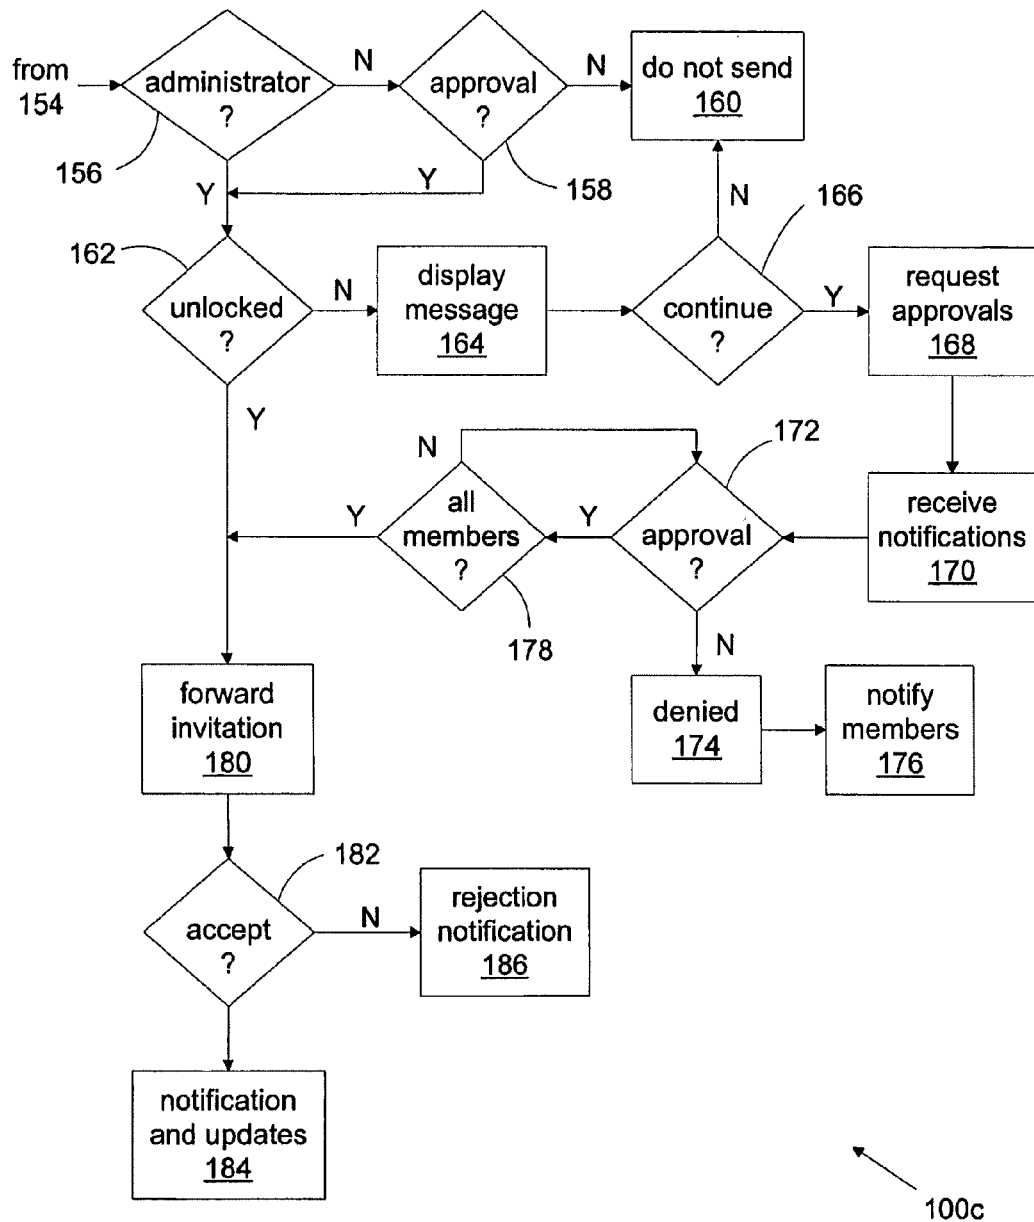 from
154
administrator
?
N
approval
?
N
do not send
160
156
Y
Y
158
N
166
162
unlocked
?
N
display
message
164
continue
?
Y
request
approvals
168
Y
N
172
all
members
?
Y
Y
approval
?
receive
notifications
170
178
N
forward
invitation
180
denied
174
notify
members
176
182
accept
?
N
rejection
notification
186
notification
and updates
184
100c